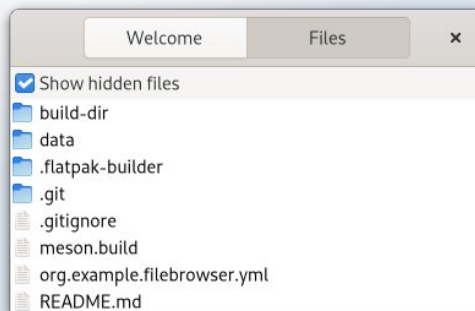 Welcome Files
Show hidden files
build-dir
data
.flatpak-builder
.git
.gitignore
meson.build
org.example.filebrowser.yml
README.md